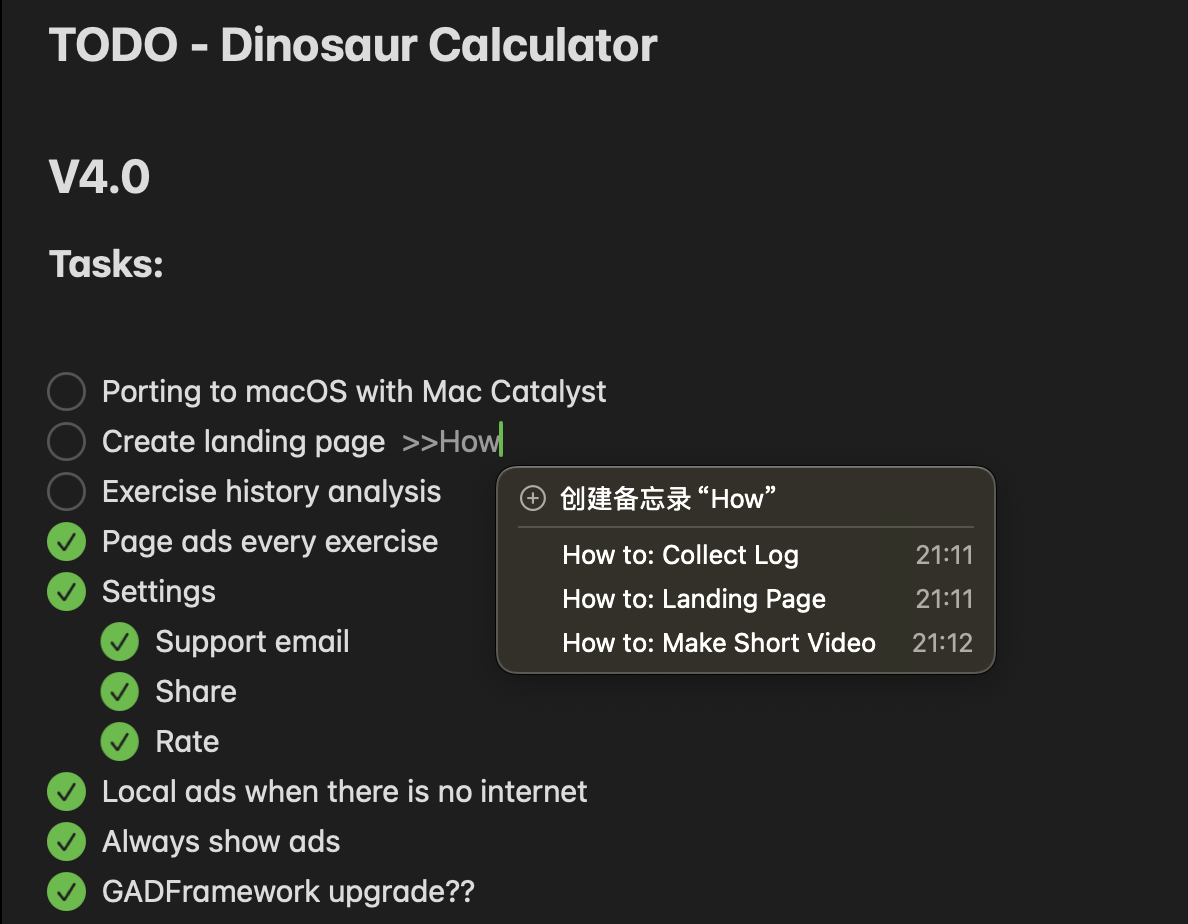 TODO - Dinosaur Calculator
V4.0
Tasks:
Porting to macOS with Mac Catalyst
Create landing page >>How
Exercise history analysis
创建备忘录 “How”
How to: Collect Log 21:11
How to: Landing Page 21:11
How to: Make Short Video 21:12
Page ads every exercise
Settings
Support email
Share
Rate
Local ads when there is no internet
Always show ads
GADFramework upgrade??